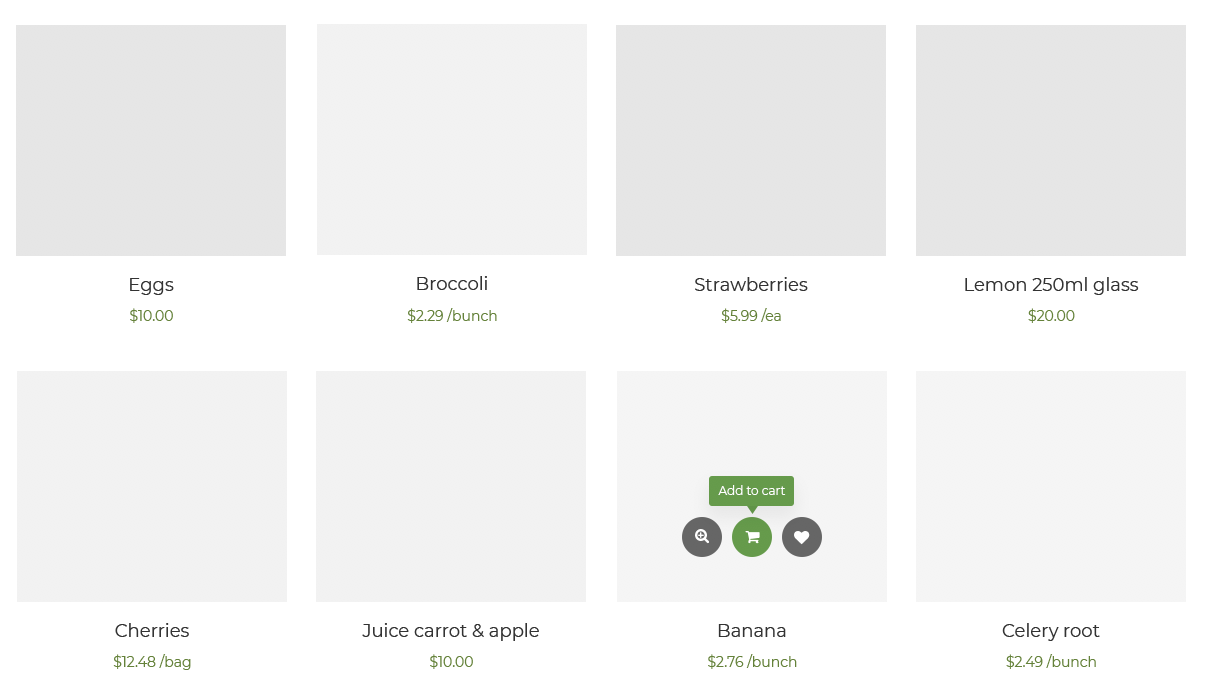 Eggs
$10.00
Broccoli
$2.29 /bunch
Strawberries
$5.99 /ea
Lemon 250ml glass
$20.00
Cherries
$12.48 /bag
Juice carrot & apple
$10.00
Add to cart
Banana
$2.76 /bunch
Celery root
$2.49 /bunch